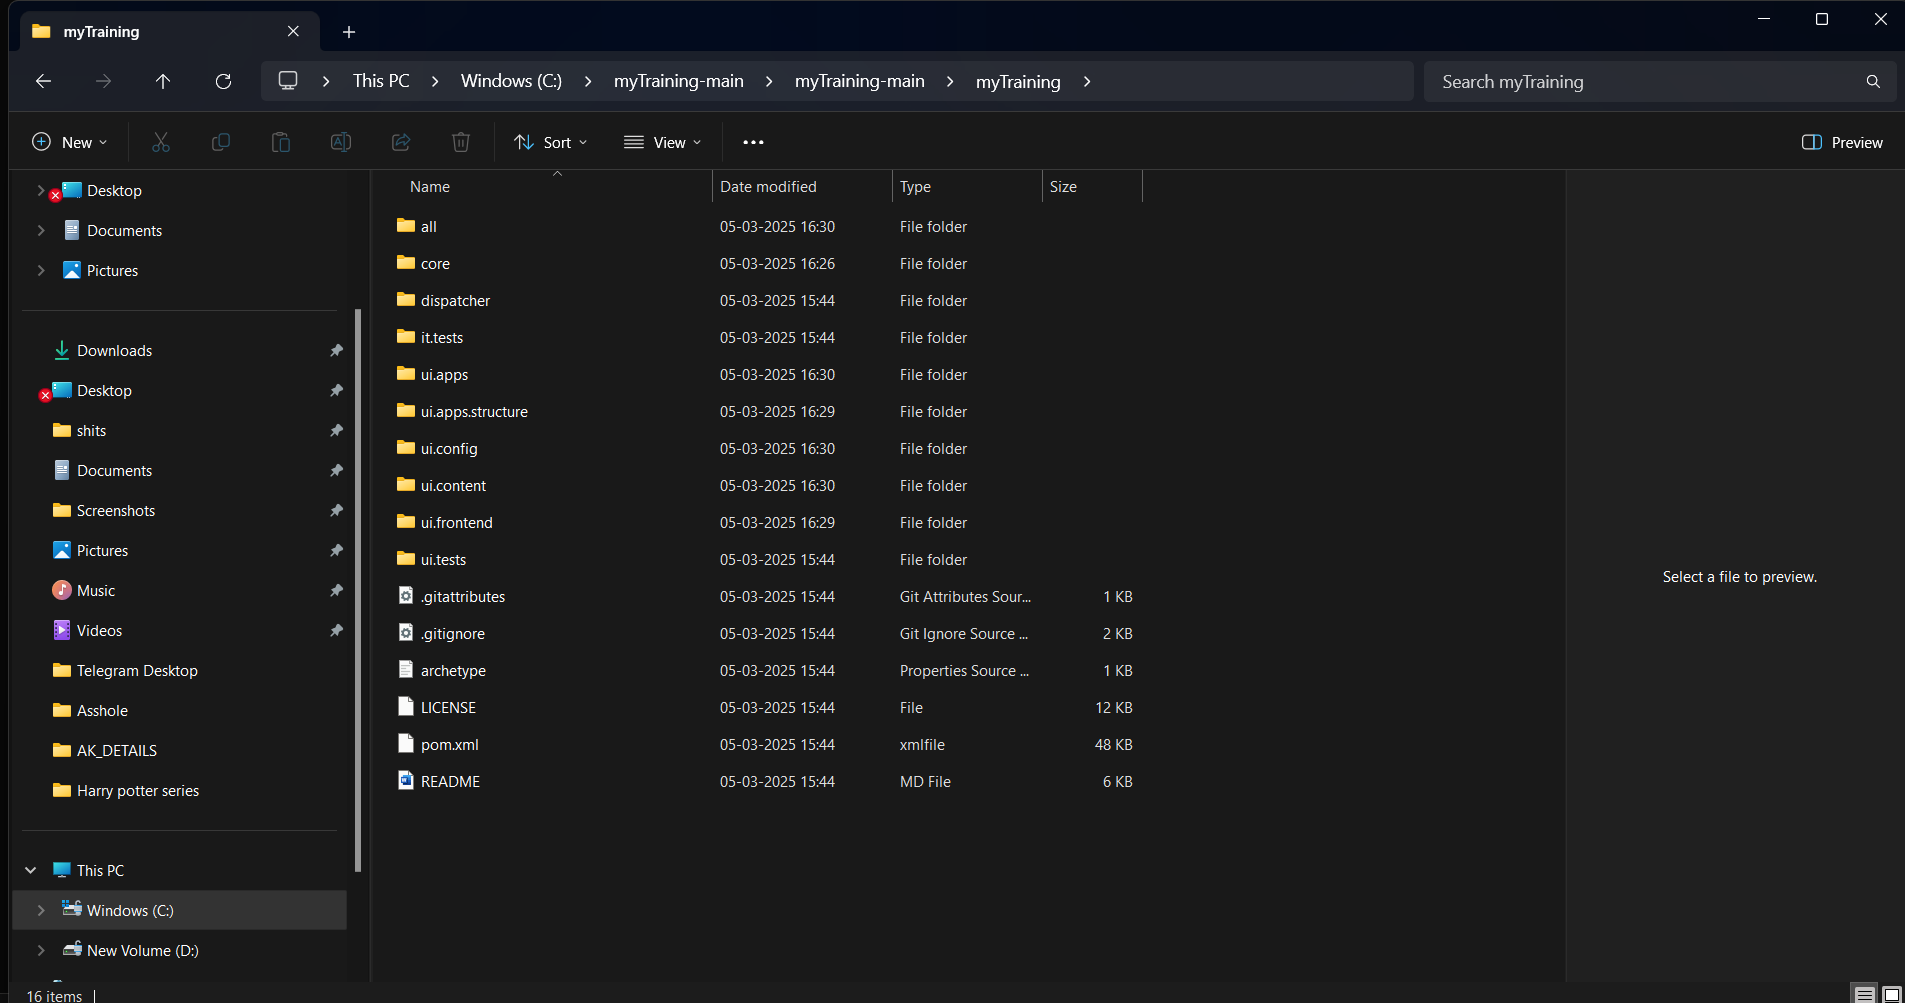 myTraining
This PC > Windows (C:) > myTraining-main > myTraining-main > myTraining >
Search myTraining
New
Sort
View
Preview
Desktop
Documents
Pictures
Downloads
Desktop
shits
Documents
Screenshots
Pictures
Music
Videos
Telegram Desktop
Asshole
AK_DETAILS
Harry potter series
This PC
Windows (C:)
New Volume (D:)
Name Date modified Type Size
all 05-03-2025 16:30 File folder
core 05-03-2025 16:26 File folder
dispatcher 05-03-2025 15:44 File folder
it.tests 05-03-2025 15:44 File folder
ui.apps 05-03-2025 16:30 File folder
ui.apps.structure 05-03-2025 16:29 File folder
ui.config 05-03-2025 16:30 File folder
ui.content 05-03-2025 16:30 File folder
ui.frontend 05-03-2025 16:29 File folder
ui.tests 05-03-2025 15:44 File folder
.gitattributes 05-03-2025 15:44 Git Attributes Sour... 1 KB
.gitignore 05-03-2025 15:44 Git Ignore Source ... 2 KB
archetype 05-03-2025 15:44 Properties Source ... 1 KB
LICENSE 05-03-2025 15:44 File 12 KB
pom.xml 05-03-2025 15:44 xmlfile 48 KB
README 05-03-2025 15:44 MD File 6 KB
Select a file to preview.
16 items